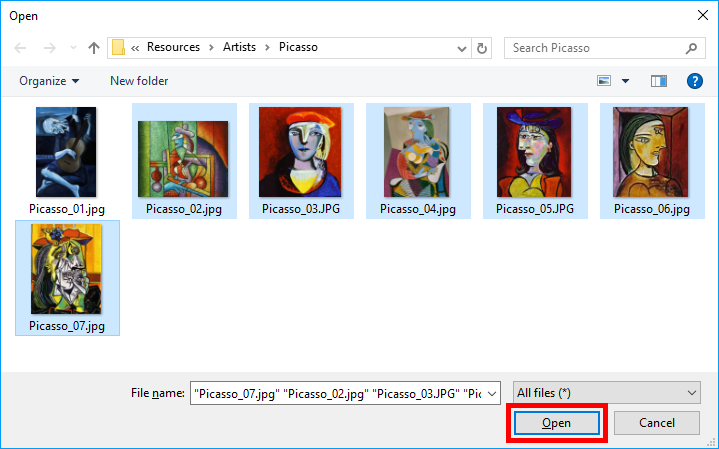 Open
« Resources › Artists › Picasso
Search Picasso
Organize
New folder
?
Picasso_01.jpg
Picasso_02.jpg
Picasso_03.JPG
Picasso_04.jpg
Picasso_05.JPG
Picasso_06.jpg
Picasso_07.jpg
File name:
"Picasso_07.jpg" "Picasso_02.jpg" "Picasso_03.JPG" "Pic
All files (*)
Open
Cancel